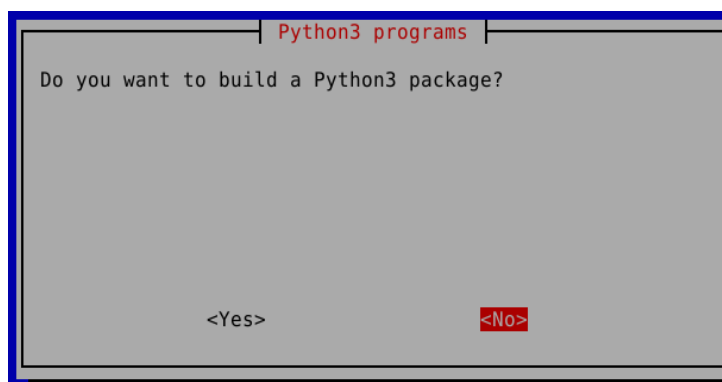 Python3 programs
Do you want to build a Python3 package?
<Yes> <No>